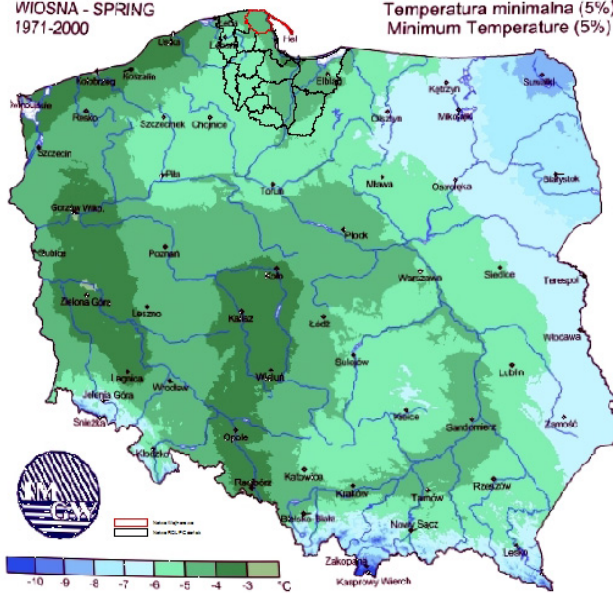 WIOSNA - SPRING
1971-2000
Temperatura minimalna (5%)
Minimum Temperature (5%)
Łeba
Hel
Łeka
Lębork
Koszalin
Kołobrzeg
Elbląg
Kętrzyn
Suwałki
Świnoujście
Resko
Szczecinek
Chojnice
Olsztyn
Mikołajki
Szczecin
Piła
Toruń
Mława
Ostrołęka
Białystok
Gorzów Wlkp.
Płock
Słubice
Poznań
Koło
Warszawa
Siedlce
Terespol
Zielona Góra
Leszno
Kalisz
Łódź
Włodawa
Sulejów
Legnica
Wrocław
Wieluń
Lublin
Jelenia Góra
Śnieżka
Kielce
Sandomierz
Zamość
Kłodzko
Opole
Racibórz
Katowice
Kraków
Tarnów
Rzeszów
Bielsko-Biała
Nowy Sącz
Lesko
Zakopane
Kasprowy Wierch
IM
GW
-10 -9 -8 -7 -6 -5 -4 -3 °C